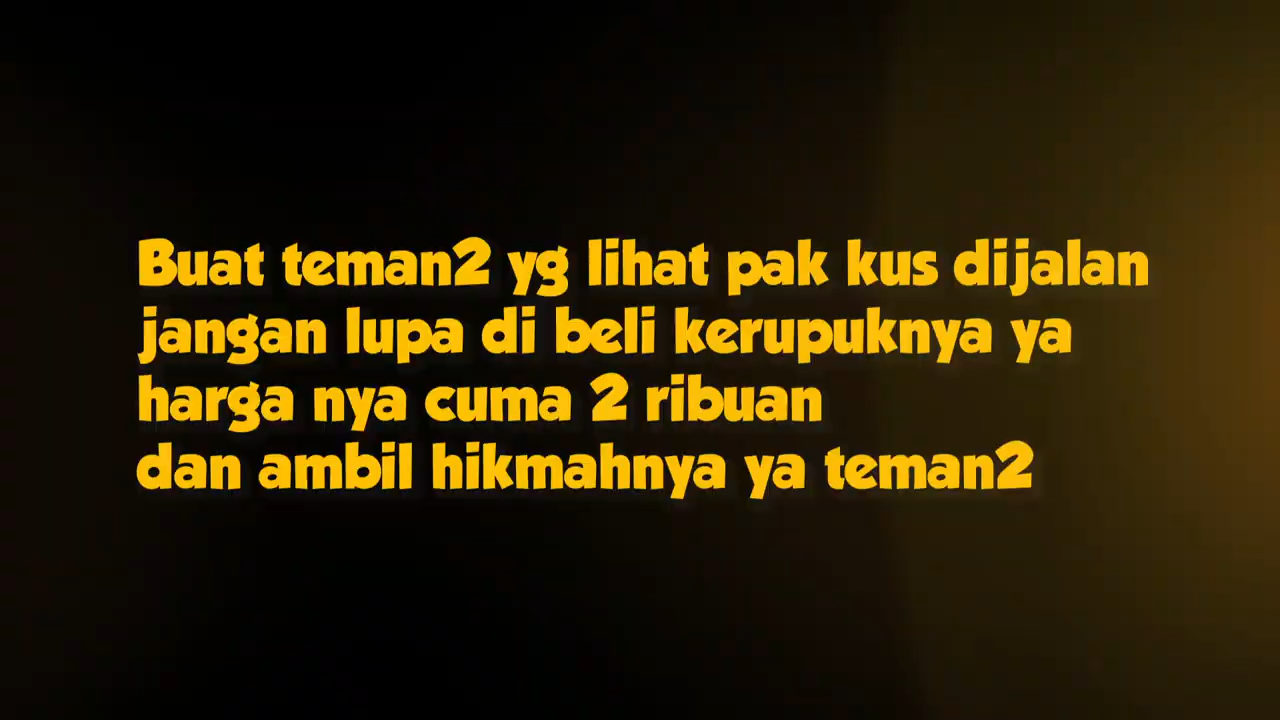 Buat teman2 yg lihat pak kus dijalan
jangan lupa di beli kerupuknya ya
harga nya cuma 2 ribuan
dan ambil hikmahnya ya teman2